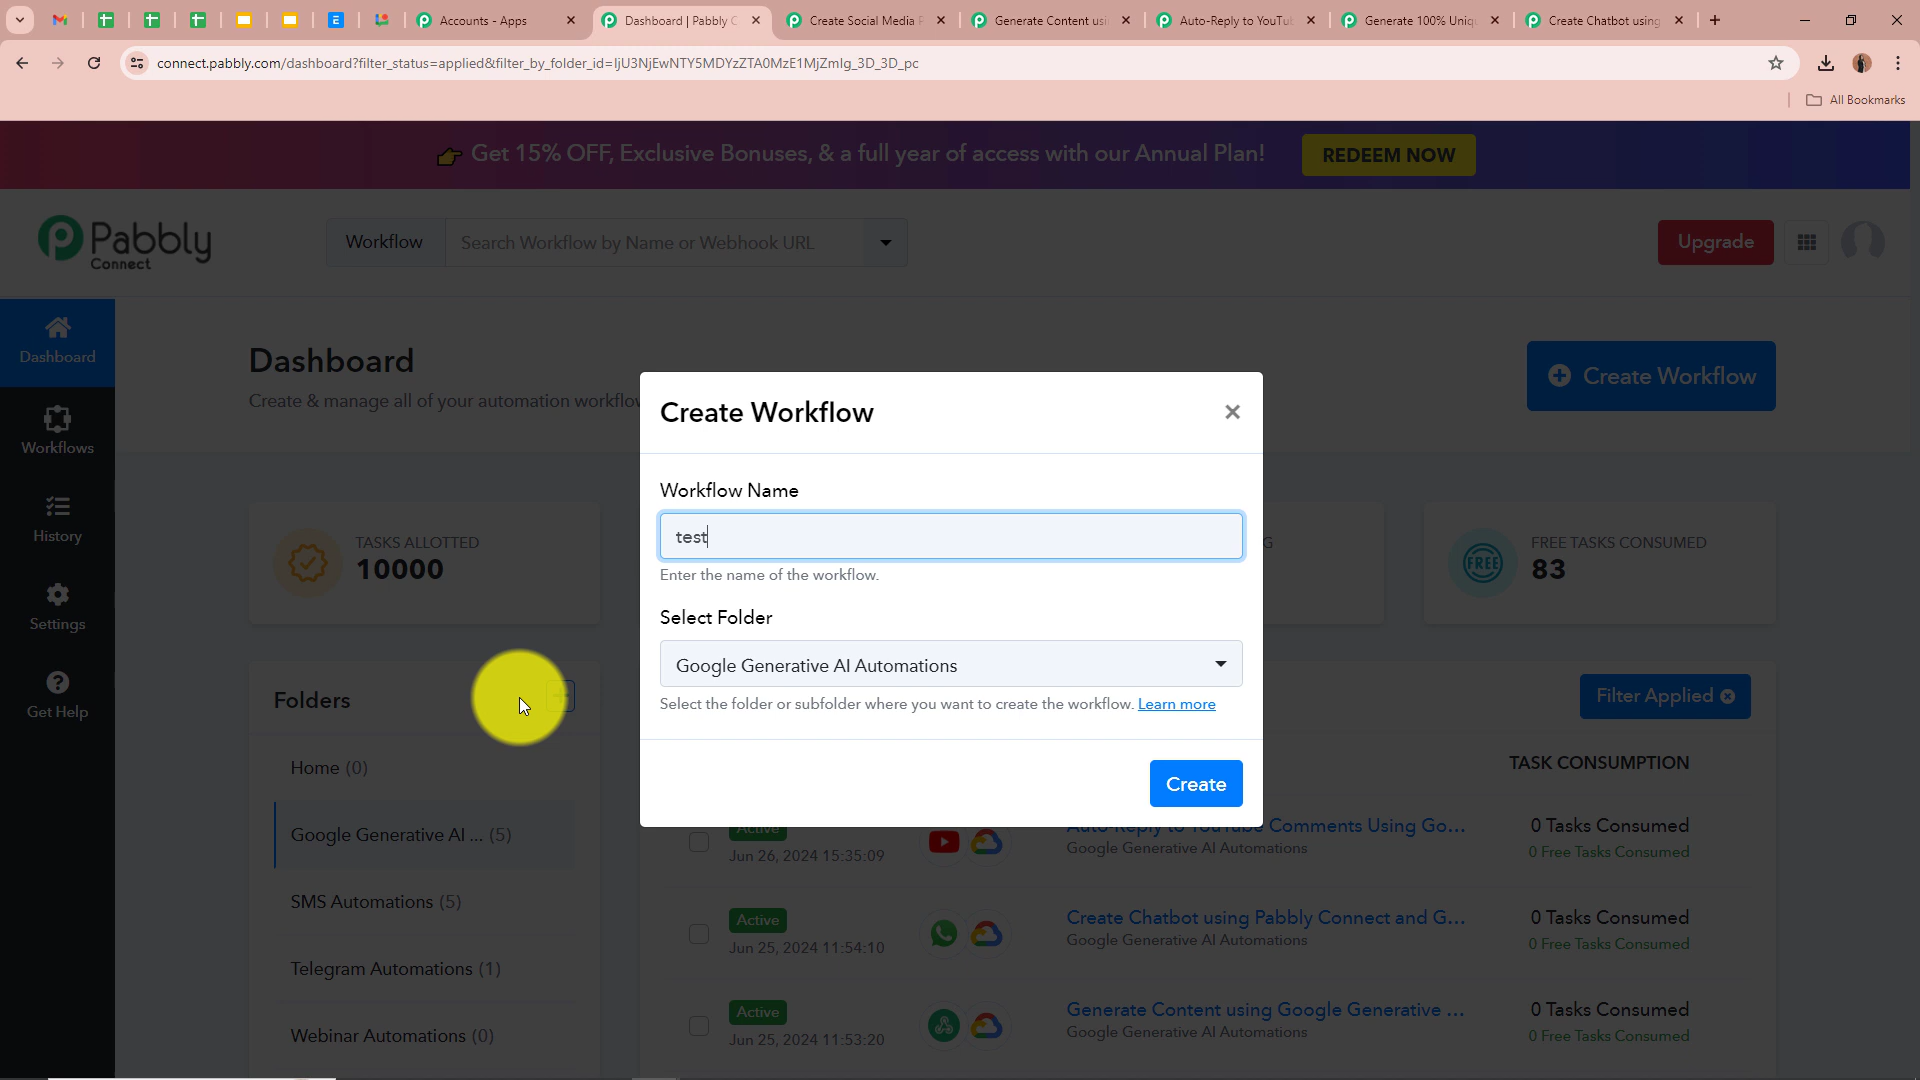 Accounts - Apps
Dashboard | Pabbly C
Create Social Media P
Generate Content usi
Auto-Reply to YouTub
Generate 100% Uniqu
Create Chatbot using
connect.pabbly.com/dashboard?filter_status=applied&filter_by_folder_id=IjU3NjEwNTY5MDYzZTA0MzE1MjZmIg_3D_3D_pc
All Bookmarks
Get 15% OFF, Exclusive Bonuses, & a full year of access with our Annual Plan!
REDEEM NOW
Pabbly
Connect
Workflow
Search Workflow by Name or Webhook URL
Upgrade
Dashboard
Workflows
History
Settings
Get Help
Dashboard
Create & manage all of your automation workflow
Create Workflow
TASKS ALLOTTED
10000
G
FREE TASKS CONSUMED
FREE
83
Create Workflow
Workflow Name
test
Enter the name of the workflow.
Select Folder
Google Generative AI Automations
Select the folder or subfolder where you want to create the workflow. Learn more
Create
Folders
Home (0)
Google Generative AI ... (5)
SMS Automations (5)
Telegram Automations (1)
Webinar Automations (0)
Filter Applied
TASK CONSUMPTION
Active
Jun 26, 2024 15:35:09
Auto-Reply to YouTube Comments Using Go...
Google Generative AI Automations
0 Tasks Consumed
0 Free Tasks Consumed
Active
Jun 25, 2024 11:54:10
Create Chatbot using Pabbly Connect and G...
Google Generative AI Automations
0 Tasks Consumed
0 Free Tasks Consumed
Active
Jun 25, 2024 11:53:20
Generate Content using Google Generative ...
Google Generative AI Automations
0 Tasks Consumed
0 Free Tasks Consumed